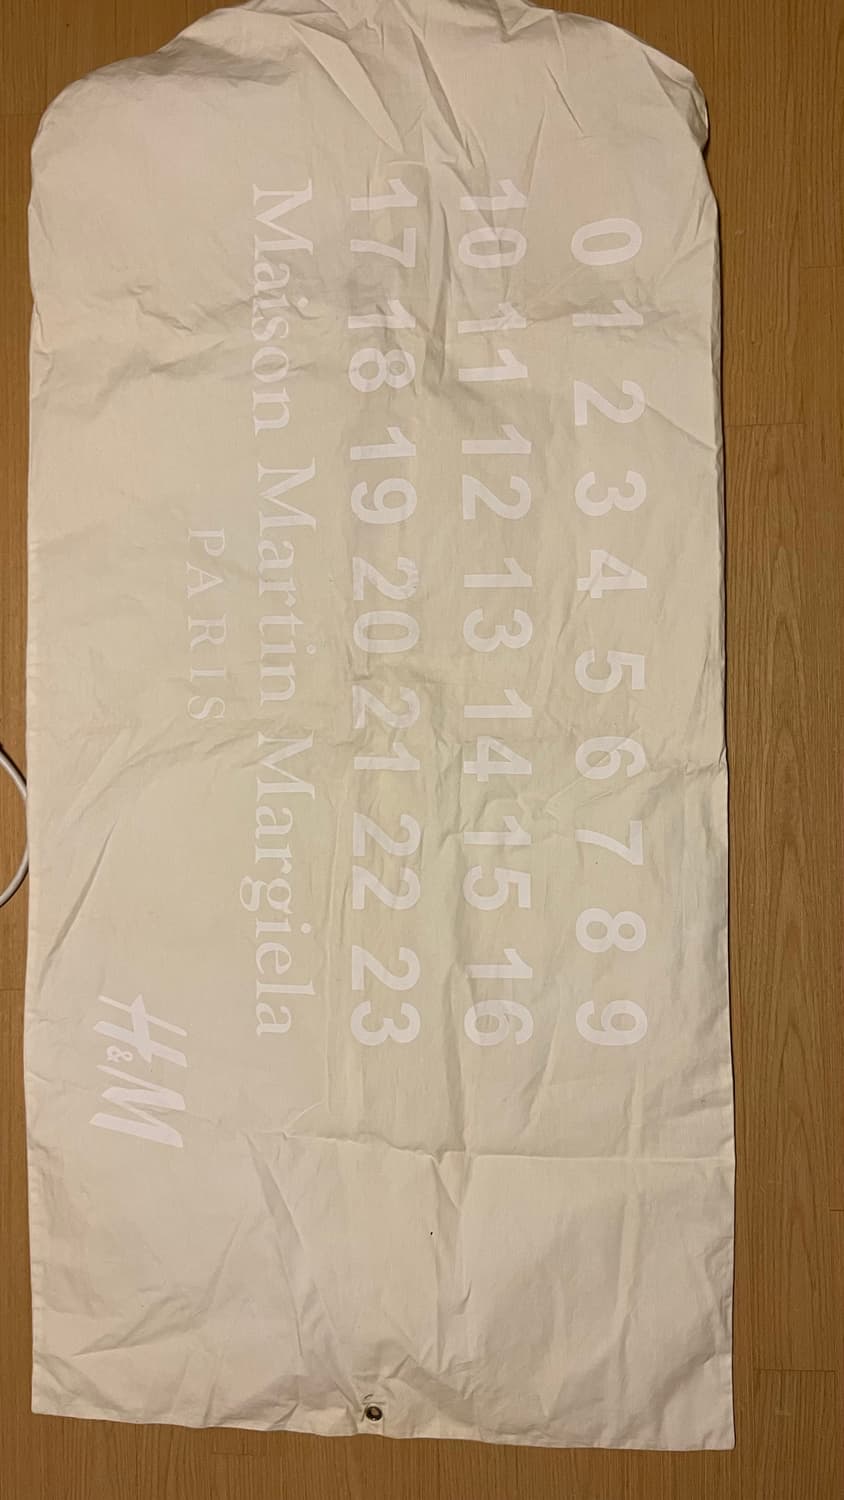 0 1 2 3 4 5 6 7 8 9
10 11 12 13 14 15 16
17 18 19 20 21 22 23
Maison Martin Margiela
PARIS
H&M